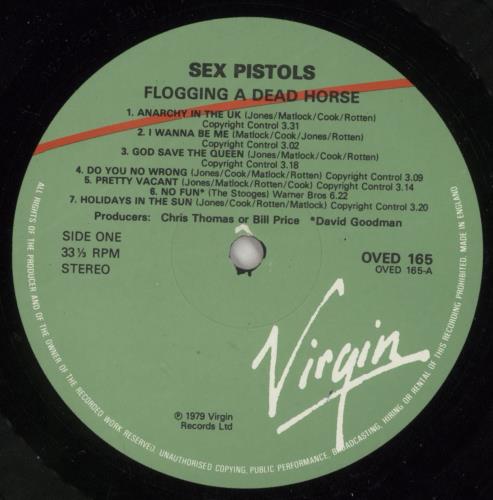 SEX PISTOLS
FLOGGING A DEAD HORSE
1. ANARCHY IN THE UK (Jones/Matlock/Cook/Rotten)
Copyright Control 3.31
2. I WANNA BE ME (Jones/Matlock/Cook/Rotten)
Copyright Control 3.02
3. GOD SAVE THE QUEEN (Jones/Matlock/Cook/Rotten)
Copyright Control 3.18
4. DO YOU NO WRONG (Jones/Cook/Rotten/Matlock) Copyright Control 3.09
5. PRETTY VACANT (Jones/Matlock/Rotten/Cook) Copyright Control 3.14
6. NO FUN* (The Stooges) Warner Bros 6.22
7. HOLIDAYS IN THE SUN (Jones/Cook/Rotten/Matlock) Copyright Control 3.20
Producers: Chris Thomas or Bill Price *David Goodman
SIDE ONE
33⅓ RPM
STEREO
OVED 165
OVED 165-A
Virgin
℗ 1979 Virgin
Records Ltd
ALL RIGHTS OF THE PRODUCER AND OF THE OWNER OF THE RECORDED WORK RESERVED. UNAUTHORISED COPYING, PUBLIC PERFORMANCE, BROADCASTING, HIRING OR RENTAL OF THIS RECORDING PROHIBITED. MADE IN ENGLAND.